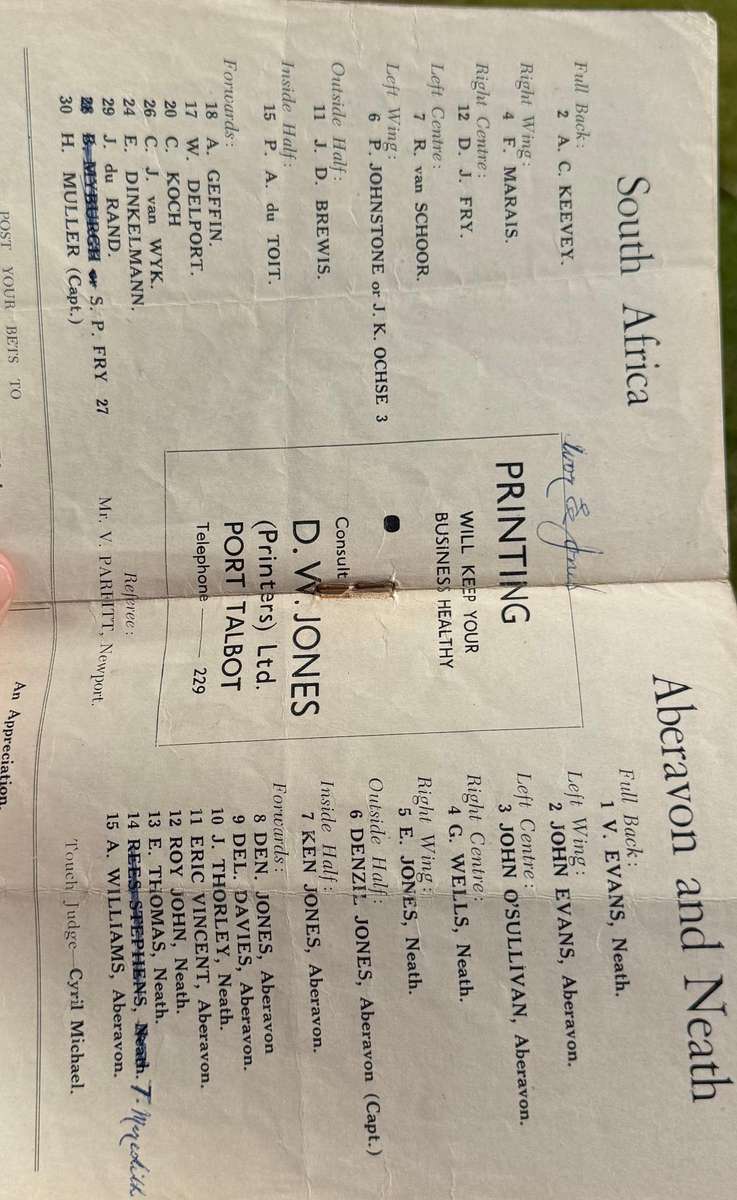 South Africa
Full Back:
2 A. C. KEEVEY.
Right Wing:
4 F. MARAIS.
Right Centre:
12 D. J. FRY.
Left Centre:
7 R. van SCHOOR.
Left Wing:
6 P. JOHNSTONE or J. K. OCHSE 3
Outside Half:
11 J. D. BREWIS.
Inside Half:
15 P. A. du TOIT.
Forwards:
18 A. GEFFIN.
17 W. DELPORT.
20 C. KOCH
26 C. J. van WYK.
24 E. DINKELMANN.
29 J. du RAND.
28 B. MYBURGH or S. P. FRY 27
30 H. MULLER (Capt.)
Jones
PRINTING
WILL KEEP YOUR
BUSINESS HEALTHY
Consult
D. W. JONES
(Printers) Ltd.
PORT TALBOT
Telephone —— 229
Referee:
Mr. V. PARFITT, Newport.
Aberavon and Neath
Full Back:
1 V. EVANS, Neath.
Left Wing:
2 JOHN EVANS, Aberavon.
Left Centre:
3 JOHN O'SULLIVAN, Aberavon.
Right Centre:
4 G. WELLS, Neath.
Right Wing:
5 E. JONES, Neath.
Outside Half:
6 DENZIL JONES, Aberavon (Capt.)
Inside Half:
7 KEN JONES, Aberavon.
Forwards:
8 DEN. JONES, Aberavon
9 DEL. DAVIES, Aberavon.
10 J. THORLEY, Neath.
11 ERIC VINCENT, Aberavon.
12 ROY JOHN, Neath.
13 E. THOMAS, Neath.
14 REES STEPHENS, Neath. T. Meredith
15 A. WILLIAMS, Aberavon.
Touch Judge—Cyril Michael.
POST YOUR BETS TO
An Appreciation.